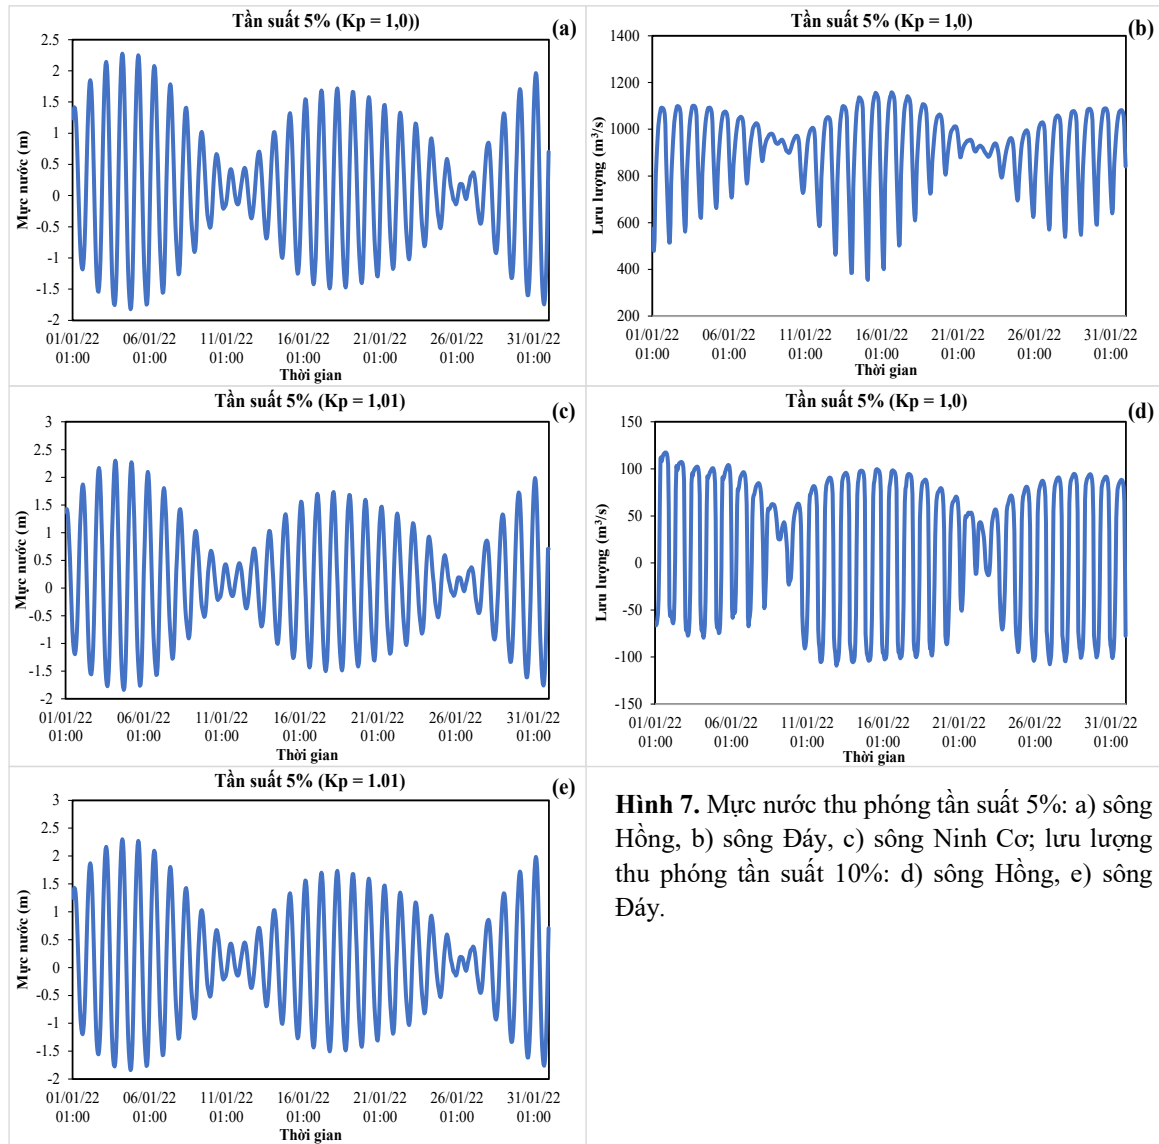 Tần suất 5% (Kp = 1,0))
(a)
Mực nước (m)
2.5
2
1.5
1
0.5
0
-0.5
-1
-1.5
-2
01/01/22 06/01/22 11/01/22 16/01/22 21/01/22 26/01/22 31/01/22
01:00 01:00 01:00 01:00 01:00 01:00 01:00
Thời gian
Tần suất 5% (Kp = 1,0)
(b)
Lưu lượng (m³/s)
1400
1200
1000
800
600
400
200
01/01/22 06/01/22 11/01/22 16/01/22 21/01/22 26/01/22 31/01/22
01:00 01:00 01:00 01:00 01:00 01:00 01:00
Thời gian
Tần suất 5% (Kp = 1,01)
(c)
Mực nước (m)
3
2.5
2
1.5
1
0.5
0
-0.5
-1
-1.5
-2
01/01/22 06/01/22 11/01/22 16/01/22 21/01/22 26/01/22 31/01/22
01:00 01:00 01:00 01:00 01:00 01:00 01:00
Thời gian
Tần suất 5% (Kp = 1,0)
(d)
Lưu lượng (m³/s)
150
100
50
0
-50
-100
-150
01/01/22 06/01/22 11/01/22 16/01/22 21/01/22 26/01/22 31/01/22
01:00 01:00 01:00 01:00 01:00 01:00 01:00
Thời gian
Tần suất 5% (Kp = 1.01)
(e)
Mực nước (m)
3
2.5
2
1.5
1
0.5
0
-0.5
-1
-1.5
-2
01/01/22 06/01/22 11/01/22 16/01/22 21/01/22 26/01/22 31/01/22
01:00 01:00 01:00 01:00 01:00 01:00 01:00
Thời gian
Hình 7. Mực nước thu phóng tần suất 5%: a) sông
Hồng, b) sông Đáy, c) sông Ninh Cơ; lưu lượng
thu phóng tần suất 10%: d) sông Hồng, e) sông
Đáy.